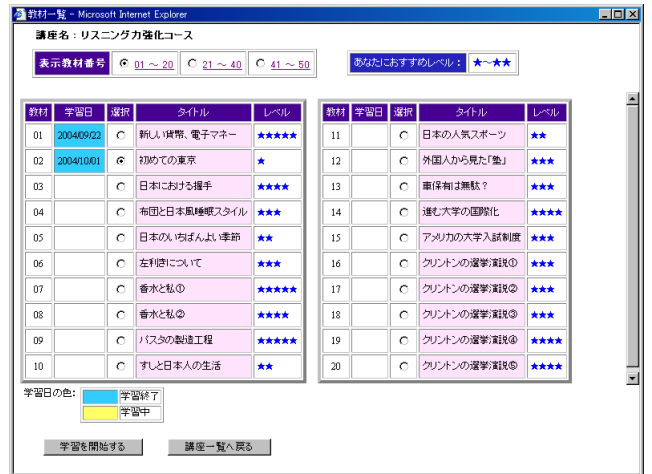 教材一覧 - Microsoft Internet Explorer
講座名：リスニング力強化コース
表示教材番号 01 ～ 20 21 ～ 40 41 ～ 50 あなたにおすすめレベル： ★～★★
教材 学習日 選択 タイトル レベル
01 2004/09/22 新しい貨幣、電子マネー ★★★★★
02 2004/10/01 初めての東京 ★
03 日本における握手 ★★★★
04 布団と日本風睡眠スタイル ★★★
05 日本のいちばんよい季節 ★★
06 左利きについて ★★★
07 香水と私① ★★★★★
08 香水と私② ★★★★
09 パスタの製造工程 ★★★★★
10 すしと日本人の生活 ★★
教材 学習日 選択 タイトル レベル
11 日本の人気スポーツ ★★
12 外国人から見た「塾」 ★★★
13 車保有は無駄？ ★★★
14 進む大学の国際化 ★★★★
15 アメリカの大学入試制度 ★★★
16 クリントンの選挙演説① ★★★
17 クリントンの選挙演説② ★★★
18 クリントンの選挙演説③ ★★★
19 クリントンの選挙演説④ ★★★★
20 クリントンの選挙演説⑤ ★★★★
学習日の色： 学習終了
学習中
学習を開始する 講座一覧へ戻る